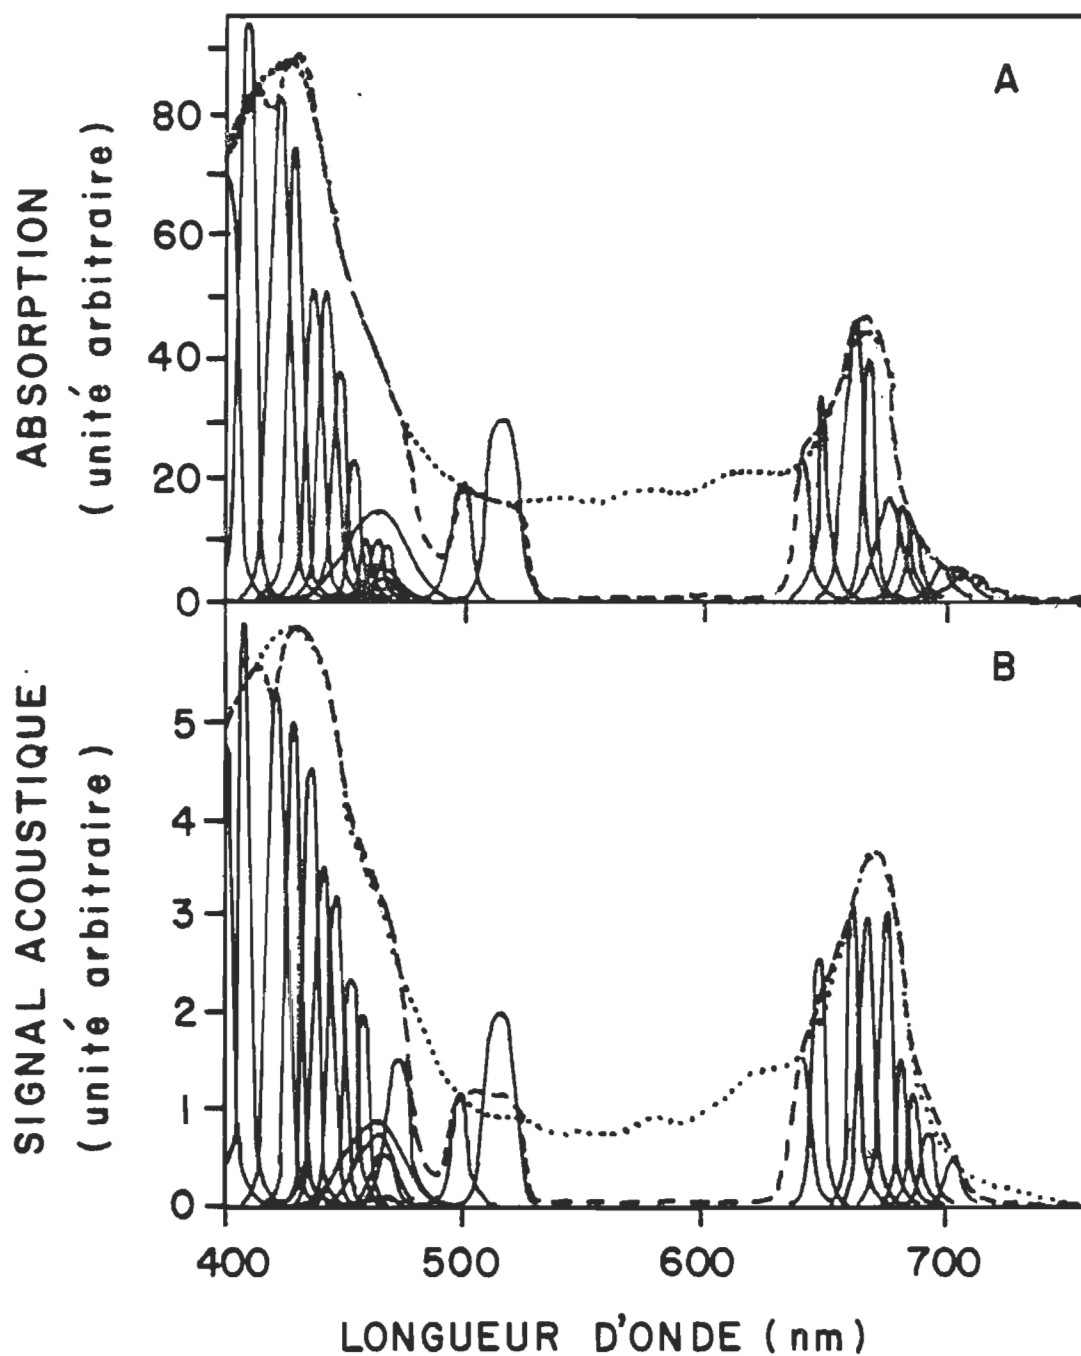 A
ABSORPTION
(unité arbitraire)
80
60
40
20
0
B
SIGNAL ACOUSTIQUE
(unité arbitraire)
5
4
3
2
1
0
400 500 600 700
LONGUEUR D'ONDE (nm)